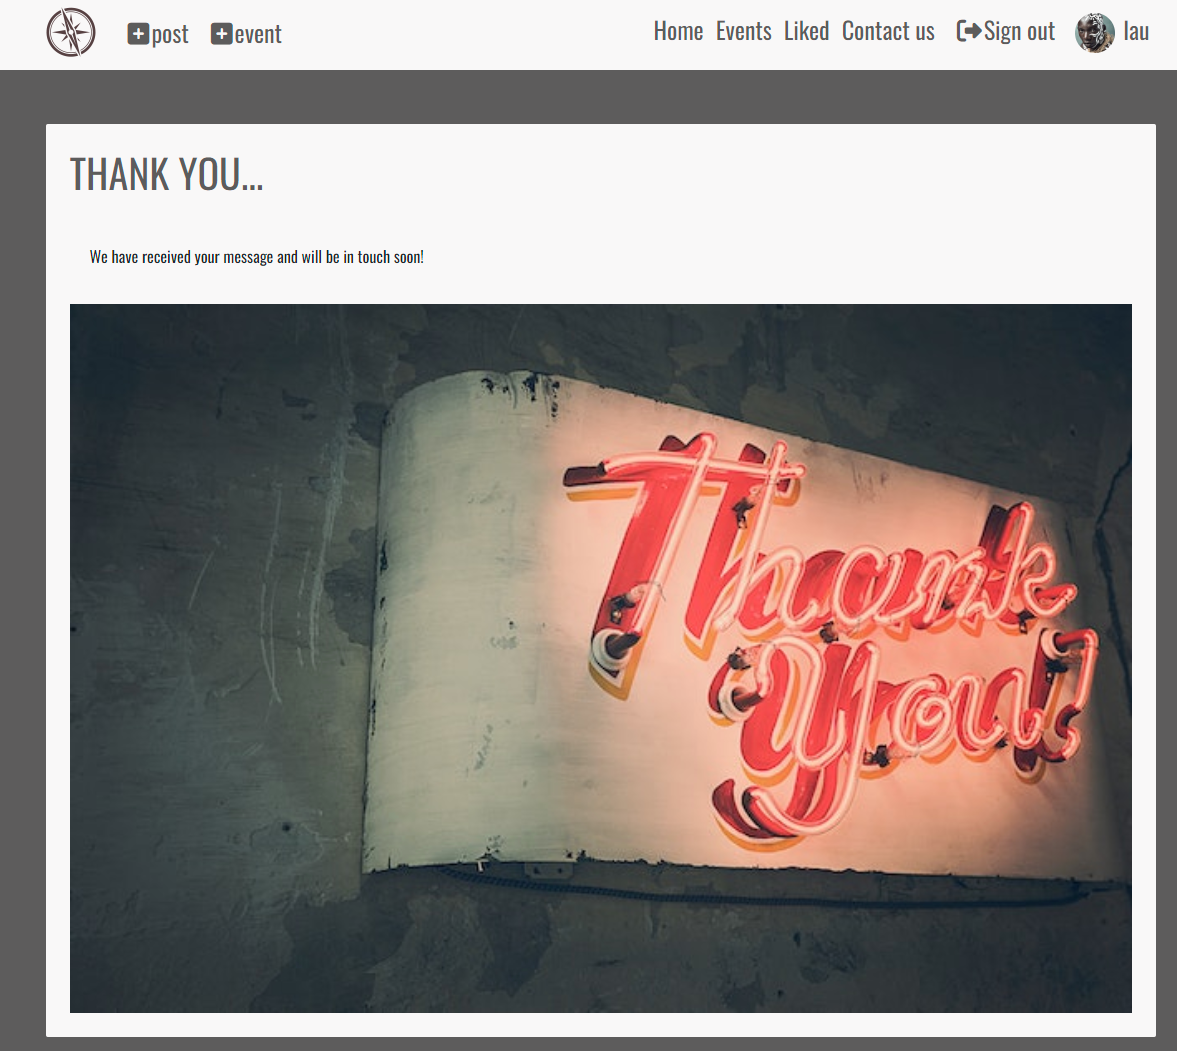 post event Home Events Liked Contact us Sign out lau
THANK YOU...
We have received your message and will be in touch soon!
Thank
you!